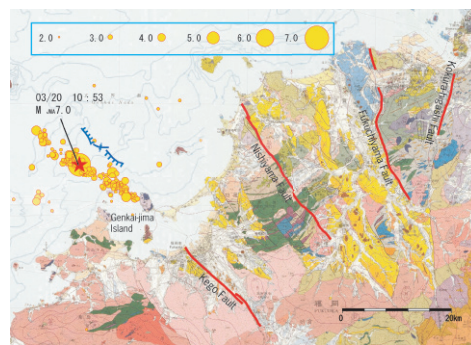 2.0 3.0 4.0 5.0 6.0 7.0
03/20 10:53
M JMA7.0
Genkai-jima
Island
Kego Fault
Nishiyama Fault
Fukuchiyama Fault
Kokura-Higashi Fault
0 20km